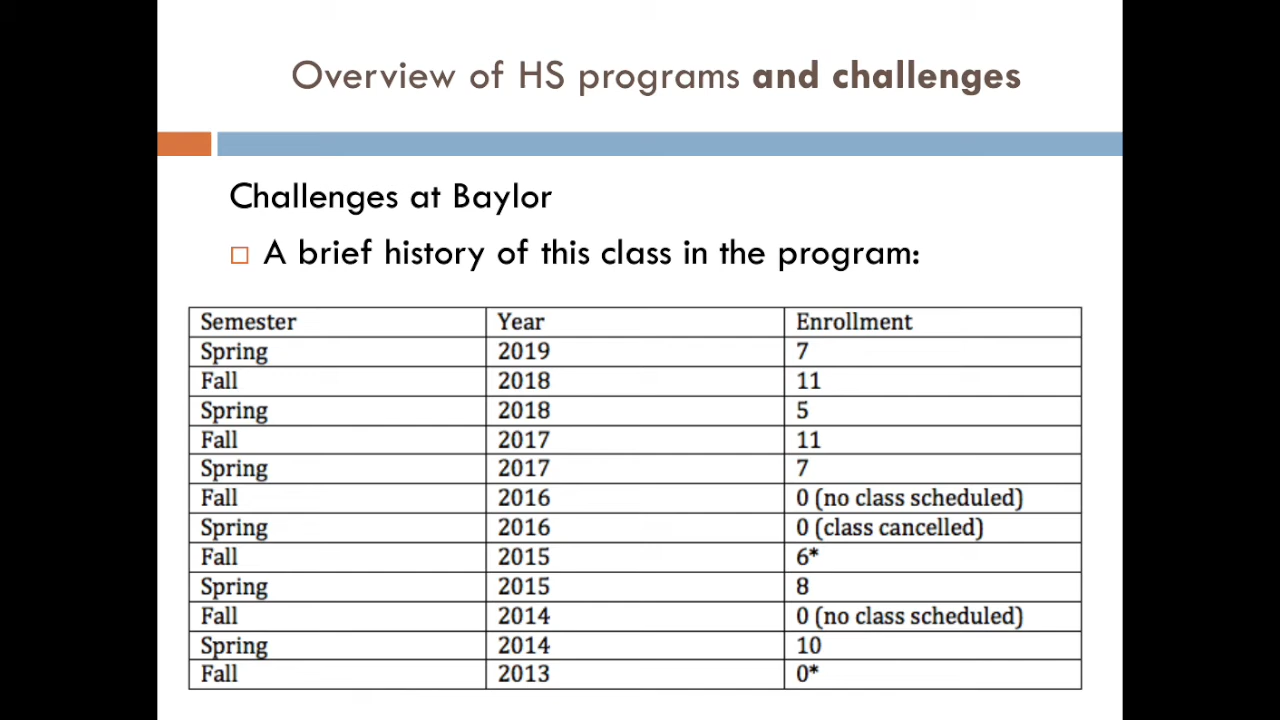 Overview of HS programs and challenges
Challenges at Baylor
A brief history of this class in the program:
Semester Year Enrollment
Spring 2019 7
Fall 2018 11
Spring 2018 5
Fall 2017 11
Spring 2017 7
Fall 2016 0 (no class scheduled)
Spring 2016 0 (class cancelled)
Fall 2015 6*
Spring 2015 8
Fall 2014 0 (no class scheduled)
Spring 2014 10
Fall 2013 0*